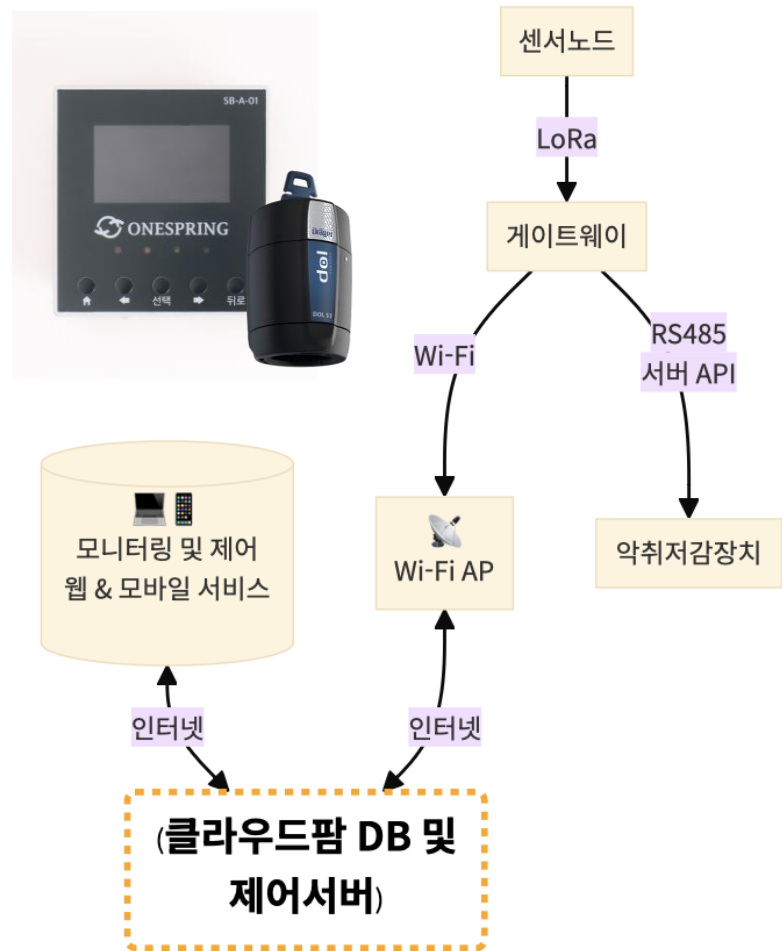 SB-A-01
ONESPRING
선택
뒤로
Dräger
dol
DOL 53
센서노드
LoRa
게이트웨이
Wi-Fi
RS485
서버 API
모니터링 및 제어
웹 & 모바일 서비스
Wi-Fi AP
악취저감장치
인터넷
인터넷
(클라우드팜 DB 및
제어서버)